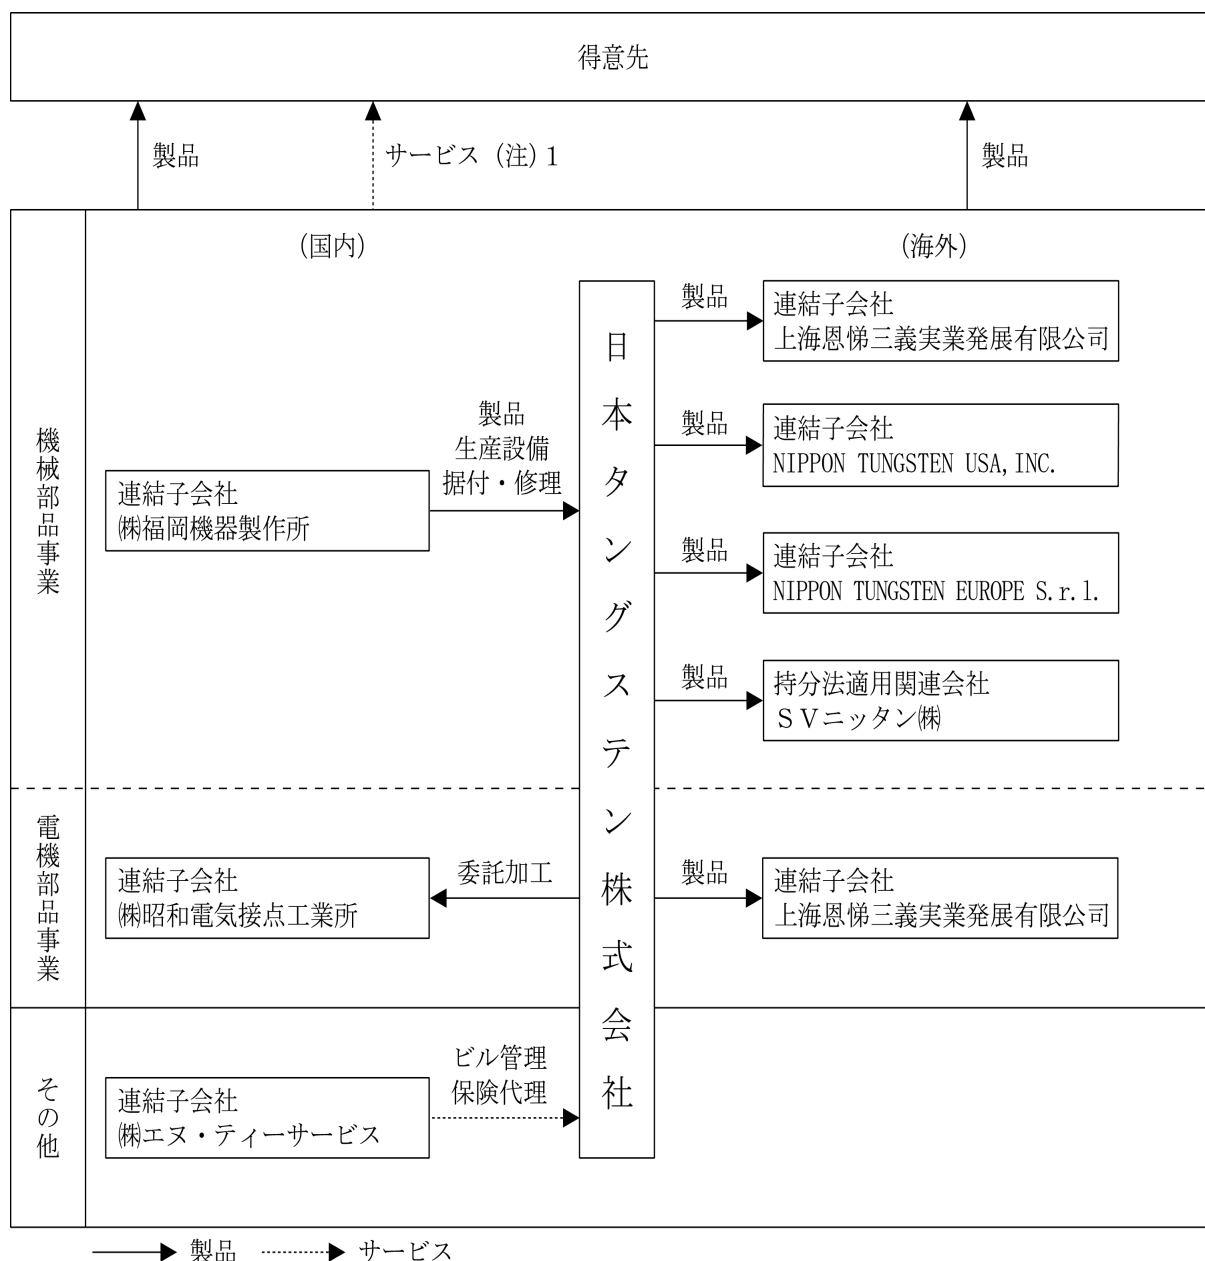 得意先
製品
サービス (注)1
製品
(国内)
(海外)
機械部品事業
連結子会社
㈱福岡機器製作所
製品
生産設備
据付・修理
日本タングステン株式会社
製品
連結子会社
上海恩悌三義実業発展有限公司
製品
連結子会社
NIPPON TUNGSTEN USA,INC.
製品
連結子会社
NIPPON TUNGSTEN EUROPE S.r.l.
製品
持分法適用関連会社
ＳＶニッタン㈱
電機部品事業
連結子会社
㈱昭和電気接点工業所
委託加工
製品
連結子会社
上海恩悌三義実業発展有限公司
その他
連結子会社
㈱エヌ・ティーサービス
ビル管理
保険代理
製品
サービス